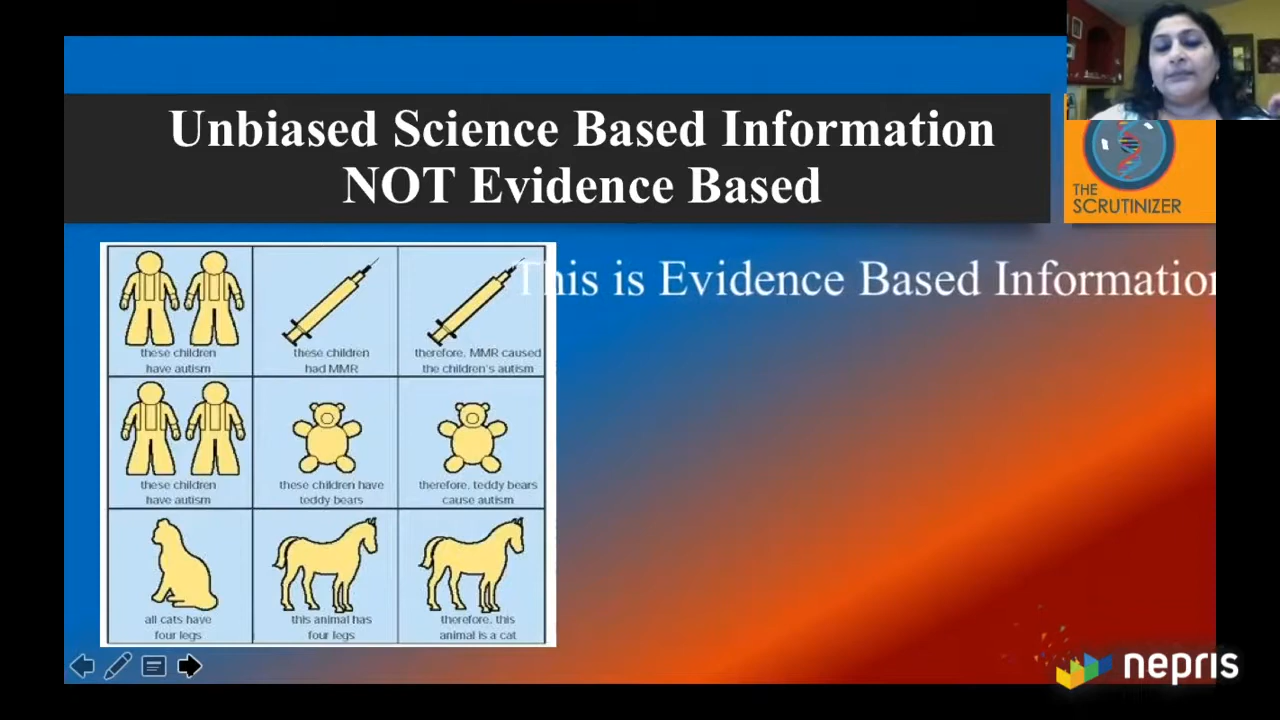 Unbiased Science Based Information
NOT Evidence Based
THE
SCRUTINIZER
This is Evidence Based Information
these children
have autism
these children
had MMR
therefore, MMR caused
the children's autism
these children
have autism
these children have
teddy bears
therefore, teddy bears
cause autism
all cats have
four legs
this animal has
four legs
therefore, this
animal is a cat
nepris